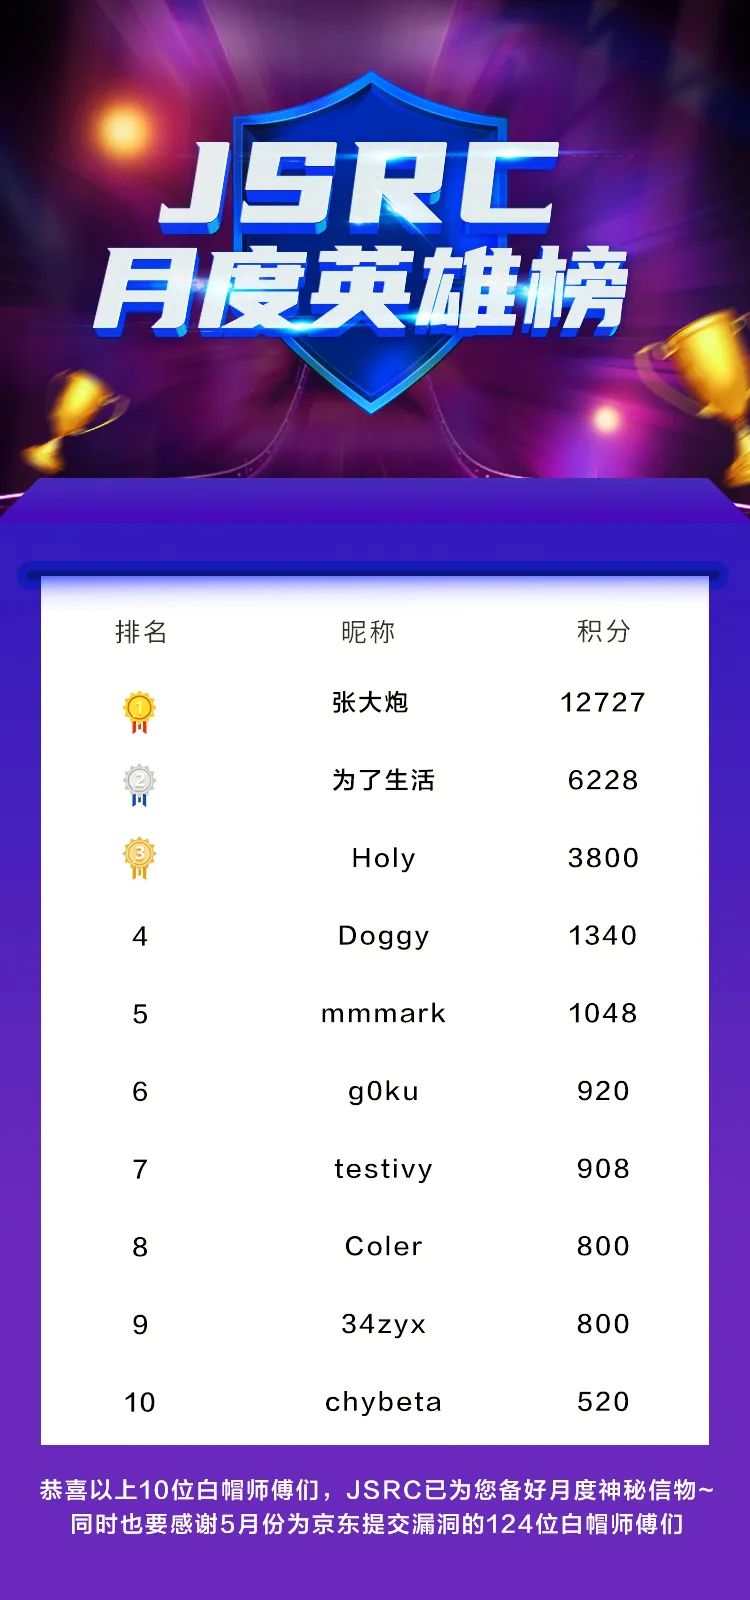 JSRC
月度英雄榜
排名 昵称 积分
1 张大炮 12727
2 为了生活 6228
3 Holy 3800
4 Doggy 1340
5 mmmark 1048
6 g0ku 920
7 testivy 908
8 Coler 800
9 34zyx 800
10 chybeta 520
恭喜以上10位白帽师傅们，JSRC已为您备好月度神秘信物~
同时也要感谢5月份为京东提交漏洞的124位白帽师傅们